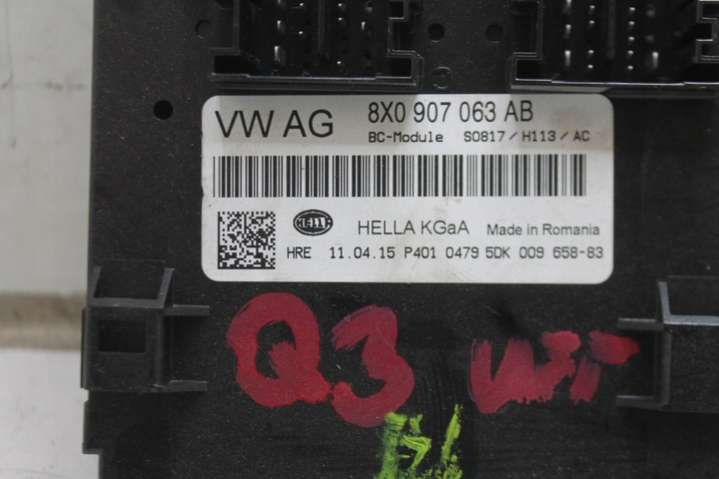 VW AG 8X0 907 063 AB
BC-Module S0817 / H113 / AC
HELLA HELLA KGaA Made in Romania
HRE 11.04.15 P401 0479 5DK 009 658-83
Q3